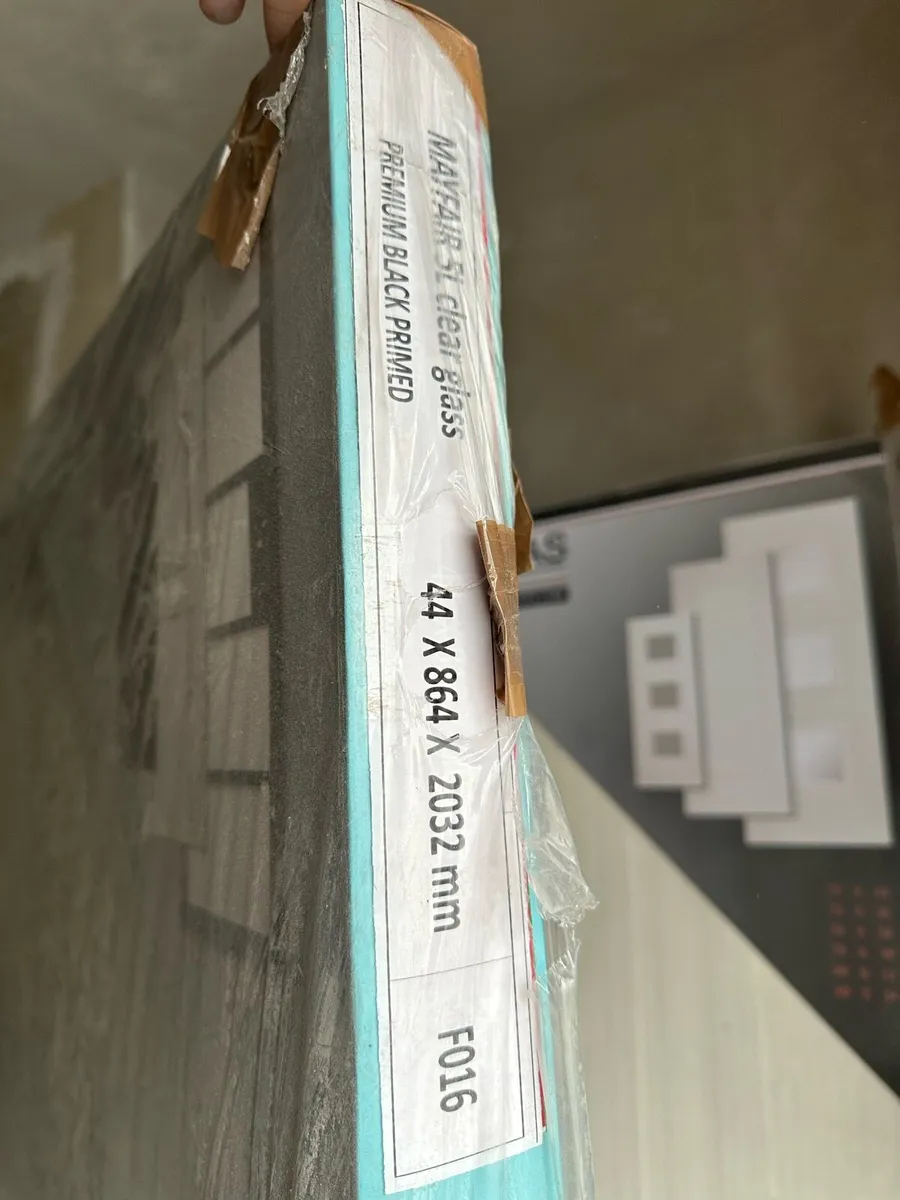 MAYFAIR 5L clear glass
PREMIUM BLACK PRIMED
44 X 864 X 2032 mm
F016